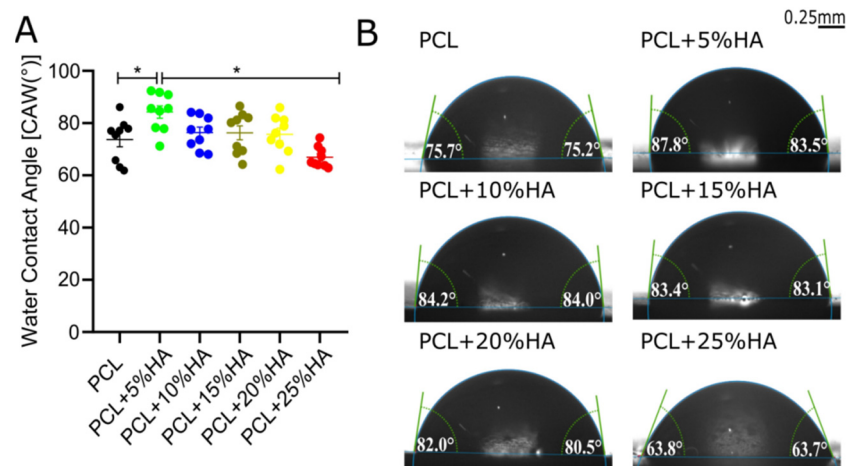 A
Water Contact Angle [CAW(°)]
100
80
60
40
20
0
*
*
PCL
PCL+5%HA
PCL+10%HA
PCL+15%HA
PCL+20%HA
PCL+25%HA
B
0.25mm
PCL
PCL+5%HA
75.7°
75.2°
87.8°
83.5°
PCL+10%HA
PCL+15%HA
84.2°
84.0°
83.4°
83.1°
PCL+20%HA
PCL+25%HA
82.0°
80.5°
63.8°
63.7°